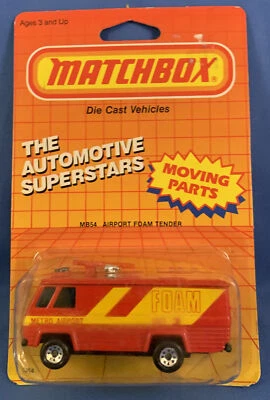 Ages 3 and Up
MATCHBOX
Die Cast Vehicles
THE
AUTOMOTIVE
SUPERSTARS
MOVING
PARTS
MB54 AIRPORT FOAM TENDER
FOAM
METRO AIRPORT